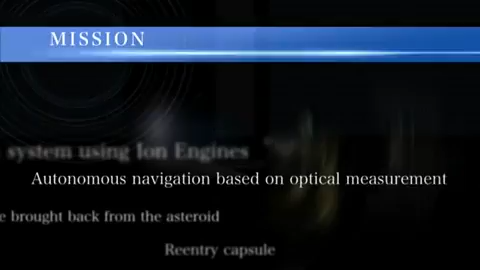 MISSION
system using Ion Engines
Autonomous navigation based on optical measurement
e brought back from the asteroid
Reentry capsule